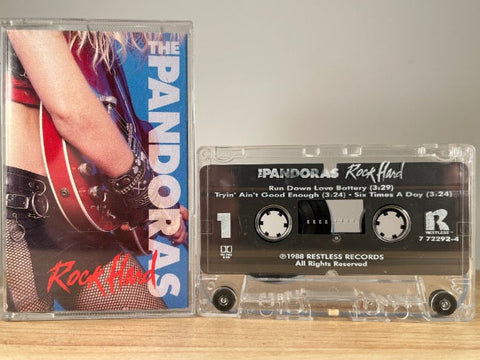 THE PANDORAS
Rock Hard
THE PANDORAS Rock Hard
Run Down Love Battery (3:29)
Tryin' Ain't Good Enough (3:24) - Six Times A Day (3:24)
1
R
RESTLESS
7 72292-4
℗1988 RESTLESS RECORDS
All Rights Reserved